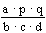 a · p · q
b · c · d